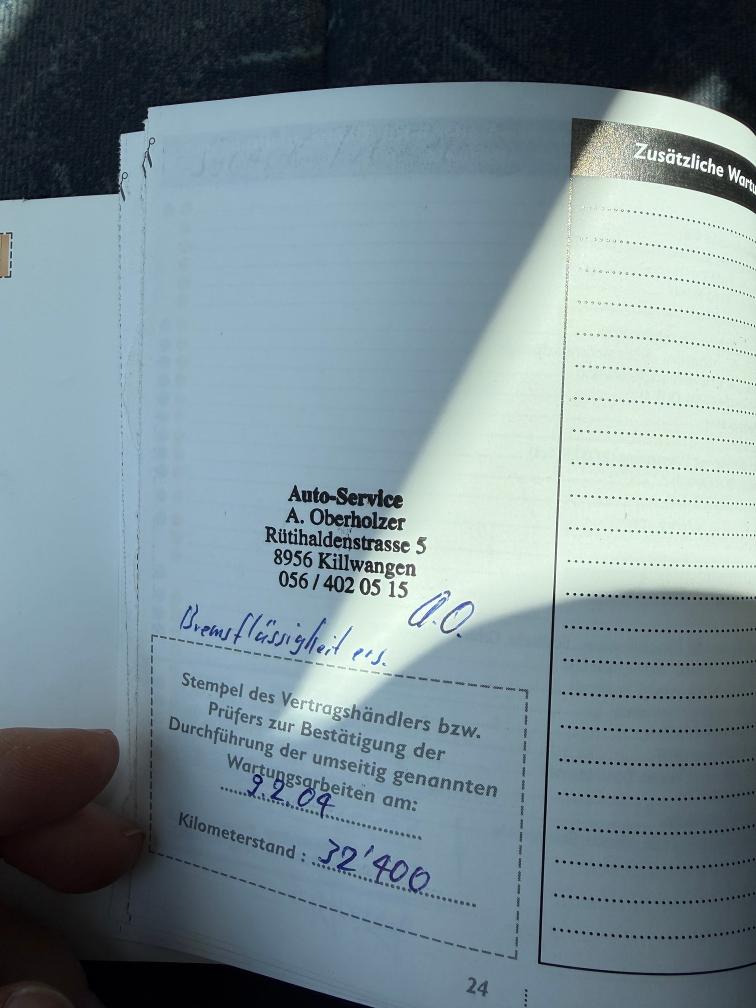 Zusätzliche
Auto-Service
A. Oberholzer
Rütihaldenstrasse 5
8956 Killwangen
056 / 402 05 15
A.O.
Bremsflüssigkeit ers.
Stempel des Vertragshändlers bzw.
Prüfers zur Bestätigung der
Durchführung der umseitig genannten
Wartungsarbeiten am:
9.2.04
Kilometerstand : 32'400
24